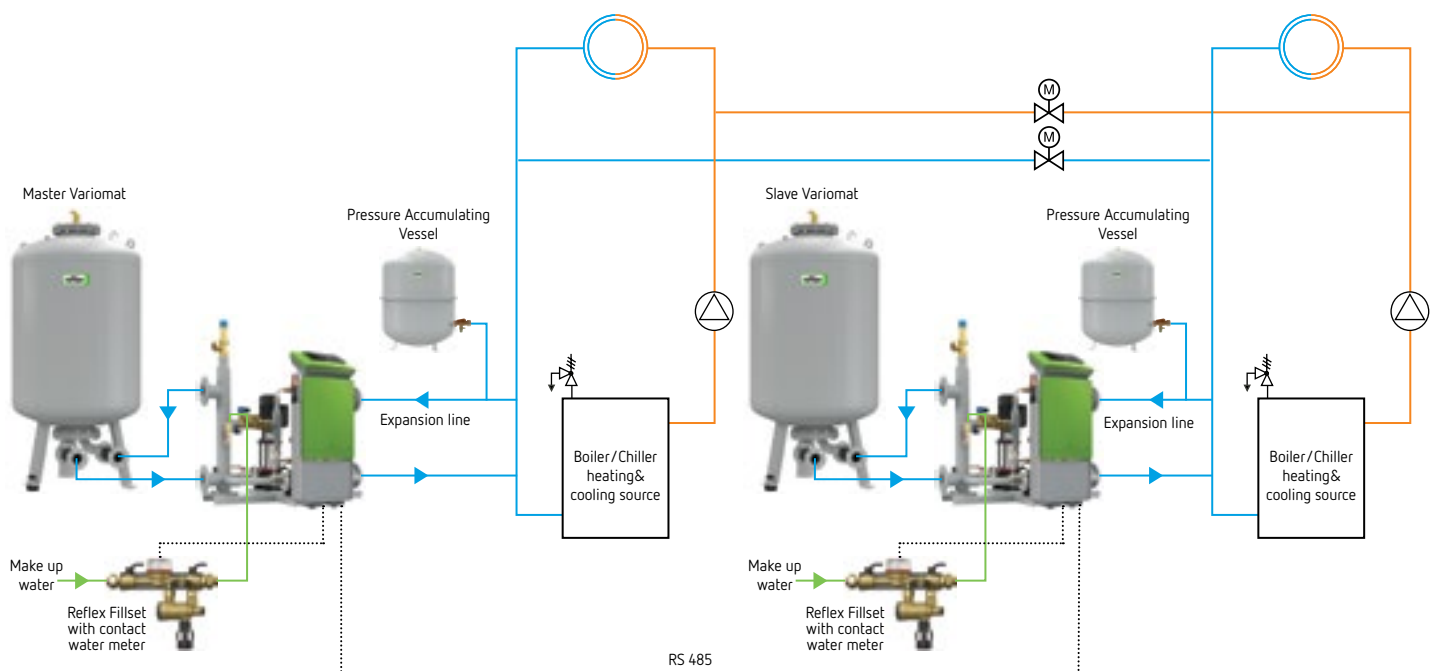 M
M
Master Variomat
Pressure Accumulating
Vessel
Slave Variomat
Pressure Accumulating
Vessel
Expansion line
Expansion line
Boiler/Chiller
heating&
cooling source
Boiler/Chiller
heating&
cooling source
Make up
water
Reflex Fillset
with contact
water meter
Make up
water
Reflex Fillset
with contact
water meter
RS 485